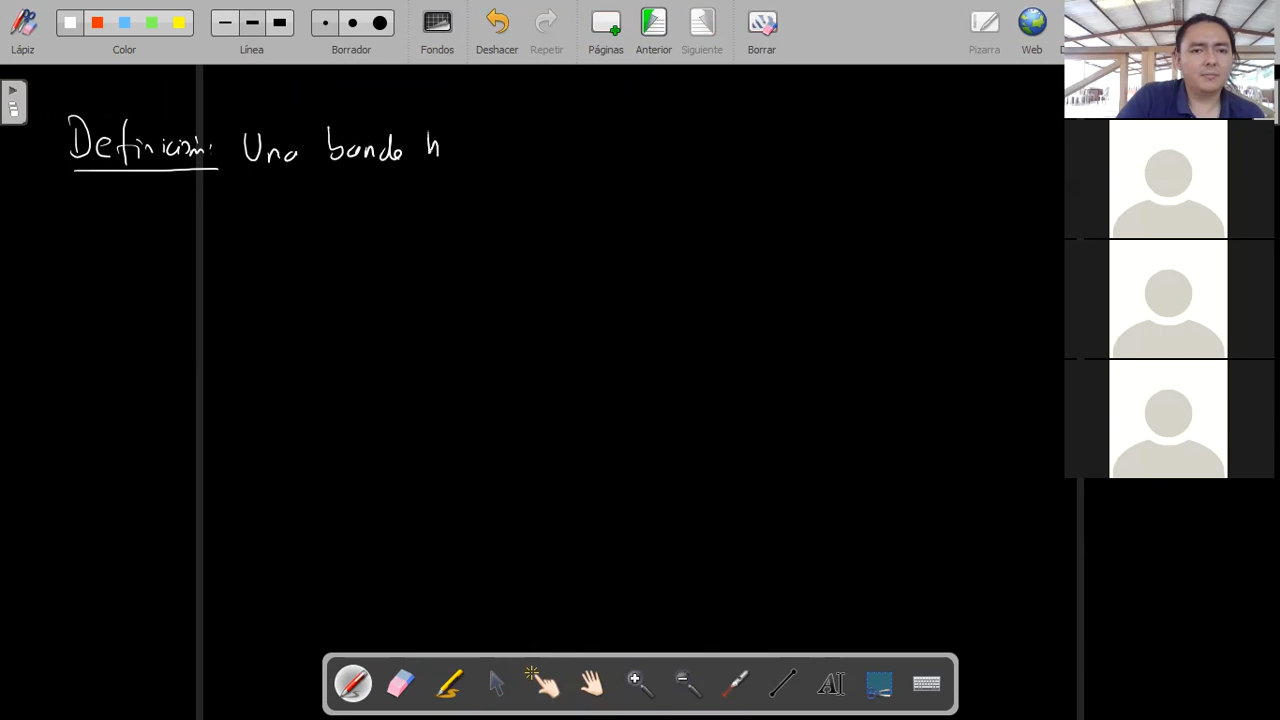 Lápiz Color Línea Borrador Fondos Deshacer Repetir Páginas Anterior Siguiente Borrar Pizarra Web
Definición: Una banda h